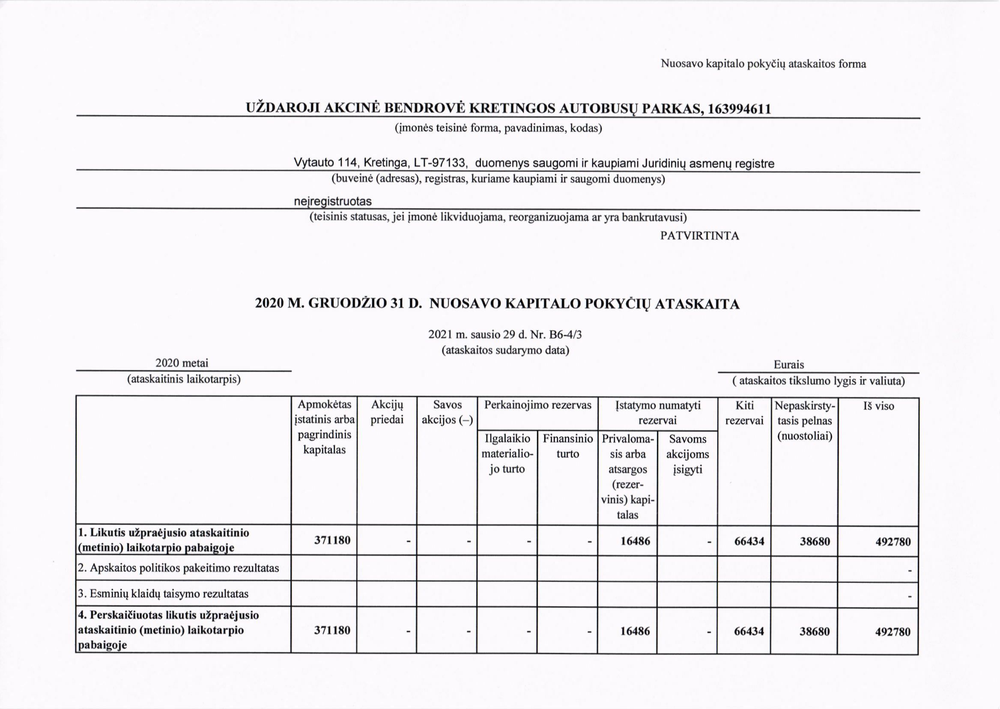 Nuosavo kapitalo pokyčių ataskaitos forma
UŽDAROJI AKCINĖ BENDROVĖ KRETINGOS AUTOBUSŲ PARKAS, 163994611
(įmonės teisinė forma, pavadinimas, kodas)
Vytauto 114, Kretinga, LT-97133,  duomenys saugomi ir kaupiami Juridinių asmenų registre
(buveinė (adresas), registras, kuriame kaupiami ir saugomi duomenys)
neįregistruotas
(teisinis statusas, jei įmonė likviduojama, reorganizuojama ar yra bankrutavusi)
PATVIRTINTA
2020 M. GRUODŽIO 31 D.  NUOSAVO KAPITALO POKYČIŲ ATASKAITA
2021 m. sausio 29 d. Nr. B6-4/3
(ataskaitos sudarymo data)
2020 metai
(ataskaitinis laikotarpis)
Eurais
( ataskaitos tikslumo lygis ir valiuta)
Apmokėtas
įstatinis arba
pagrindinis
kapitalas
Akcijų
priedai
Savos
akcijos (–)
Perkainojimo rezervas
Ilgalaikio
materialio-
jo turto
Finansinio
turto
Įstatymo numatyti
rezervai
Privaloma-
sis arba
atsargos
(rezer-
vinis) kapi-
talas
Savoms
akcijoms
įsigyti
Kiti
rezervai
Nepaskirsty-
tasis pelnas
(nuostoliai)
Iš viso
1. Likutis užpraėjusio ataskaitinio
(metinio) laikotarpio pabaigoje
371180 - - - - 16486 - 66434 38680 492780
2. Apskaitos politikos pakeitimo rezultatas -
3. Esminių klaidų taisymo rezultatas -
4. Perskaičiuotas likutis užpraėjusio
ataskaitinio (metinio) laikotarpio
pabaigoje
371180 - - - - 16486 - 66434 38680 492780